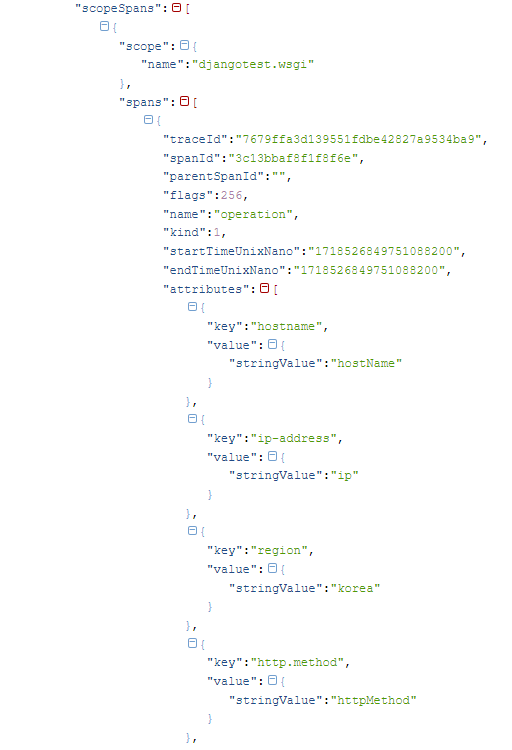 "scopeSpans":[
{
"scope":{
"name":"djangotest.wsgi"
},
"spans":[
{
"traceId":"7679ffa3d139551fdbe42827a9534ba9",
"spanId":"3c13bbaf8f1f8f6e",
"parentSpanId":"",
"flags":256,
"name":"operation",
"kind":1,
"startTimeUnixNano":"1718526849751088200",
"endTimeUnixNano":"1718526849751088200",
"attributes":[
{
"key":"hostname",
"value":{
"stringValue":"hostName"
}
},
{
"key":"ip-address",
"value":{
"stringValue":"ip"
}
},
{
"key":"region",
"value":{
"stringValue":"korea"
}
},
{
"key":"http.method",
"value":{
"stringValue":"httpMethod"
}
},